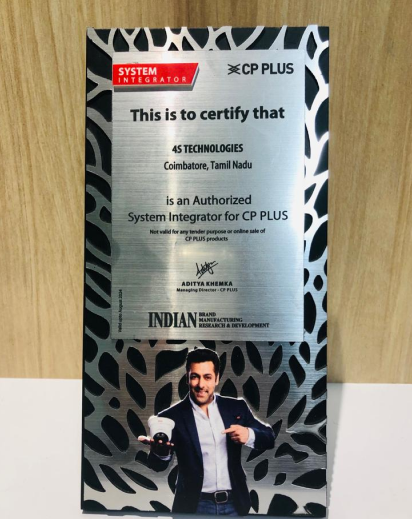 SYSTEM
INTEGRATOR
CP PLUS
This is to certify that
4S TECHNOLOGIES
Coimbatore, Tamil Nadu
is an Authorized
System Integrator for CP PLUS
Not valid for any tender purpose or online sale of
CP PLUS products
ADITYA KHEMKA
Managing Director - CP PLUS
INDIAN BRAND
MANUFACTURING
RESEARCH & DEVELOPMENT